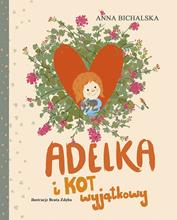 ANNA BICHALSKA
ADELKA
i KOT
wyjątkowy
ilustracje Beata Zdęba